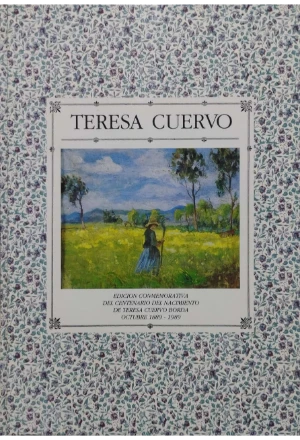 TERESA CUERVO
EDICION CONMEMORATIVA
DEL CENTENARIO DEL NACIMIENTO
DE TERESA CUERVO BORDA
OCTUBRE 1889 - 1989